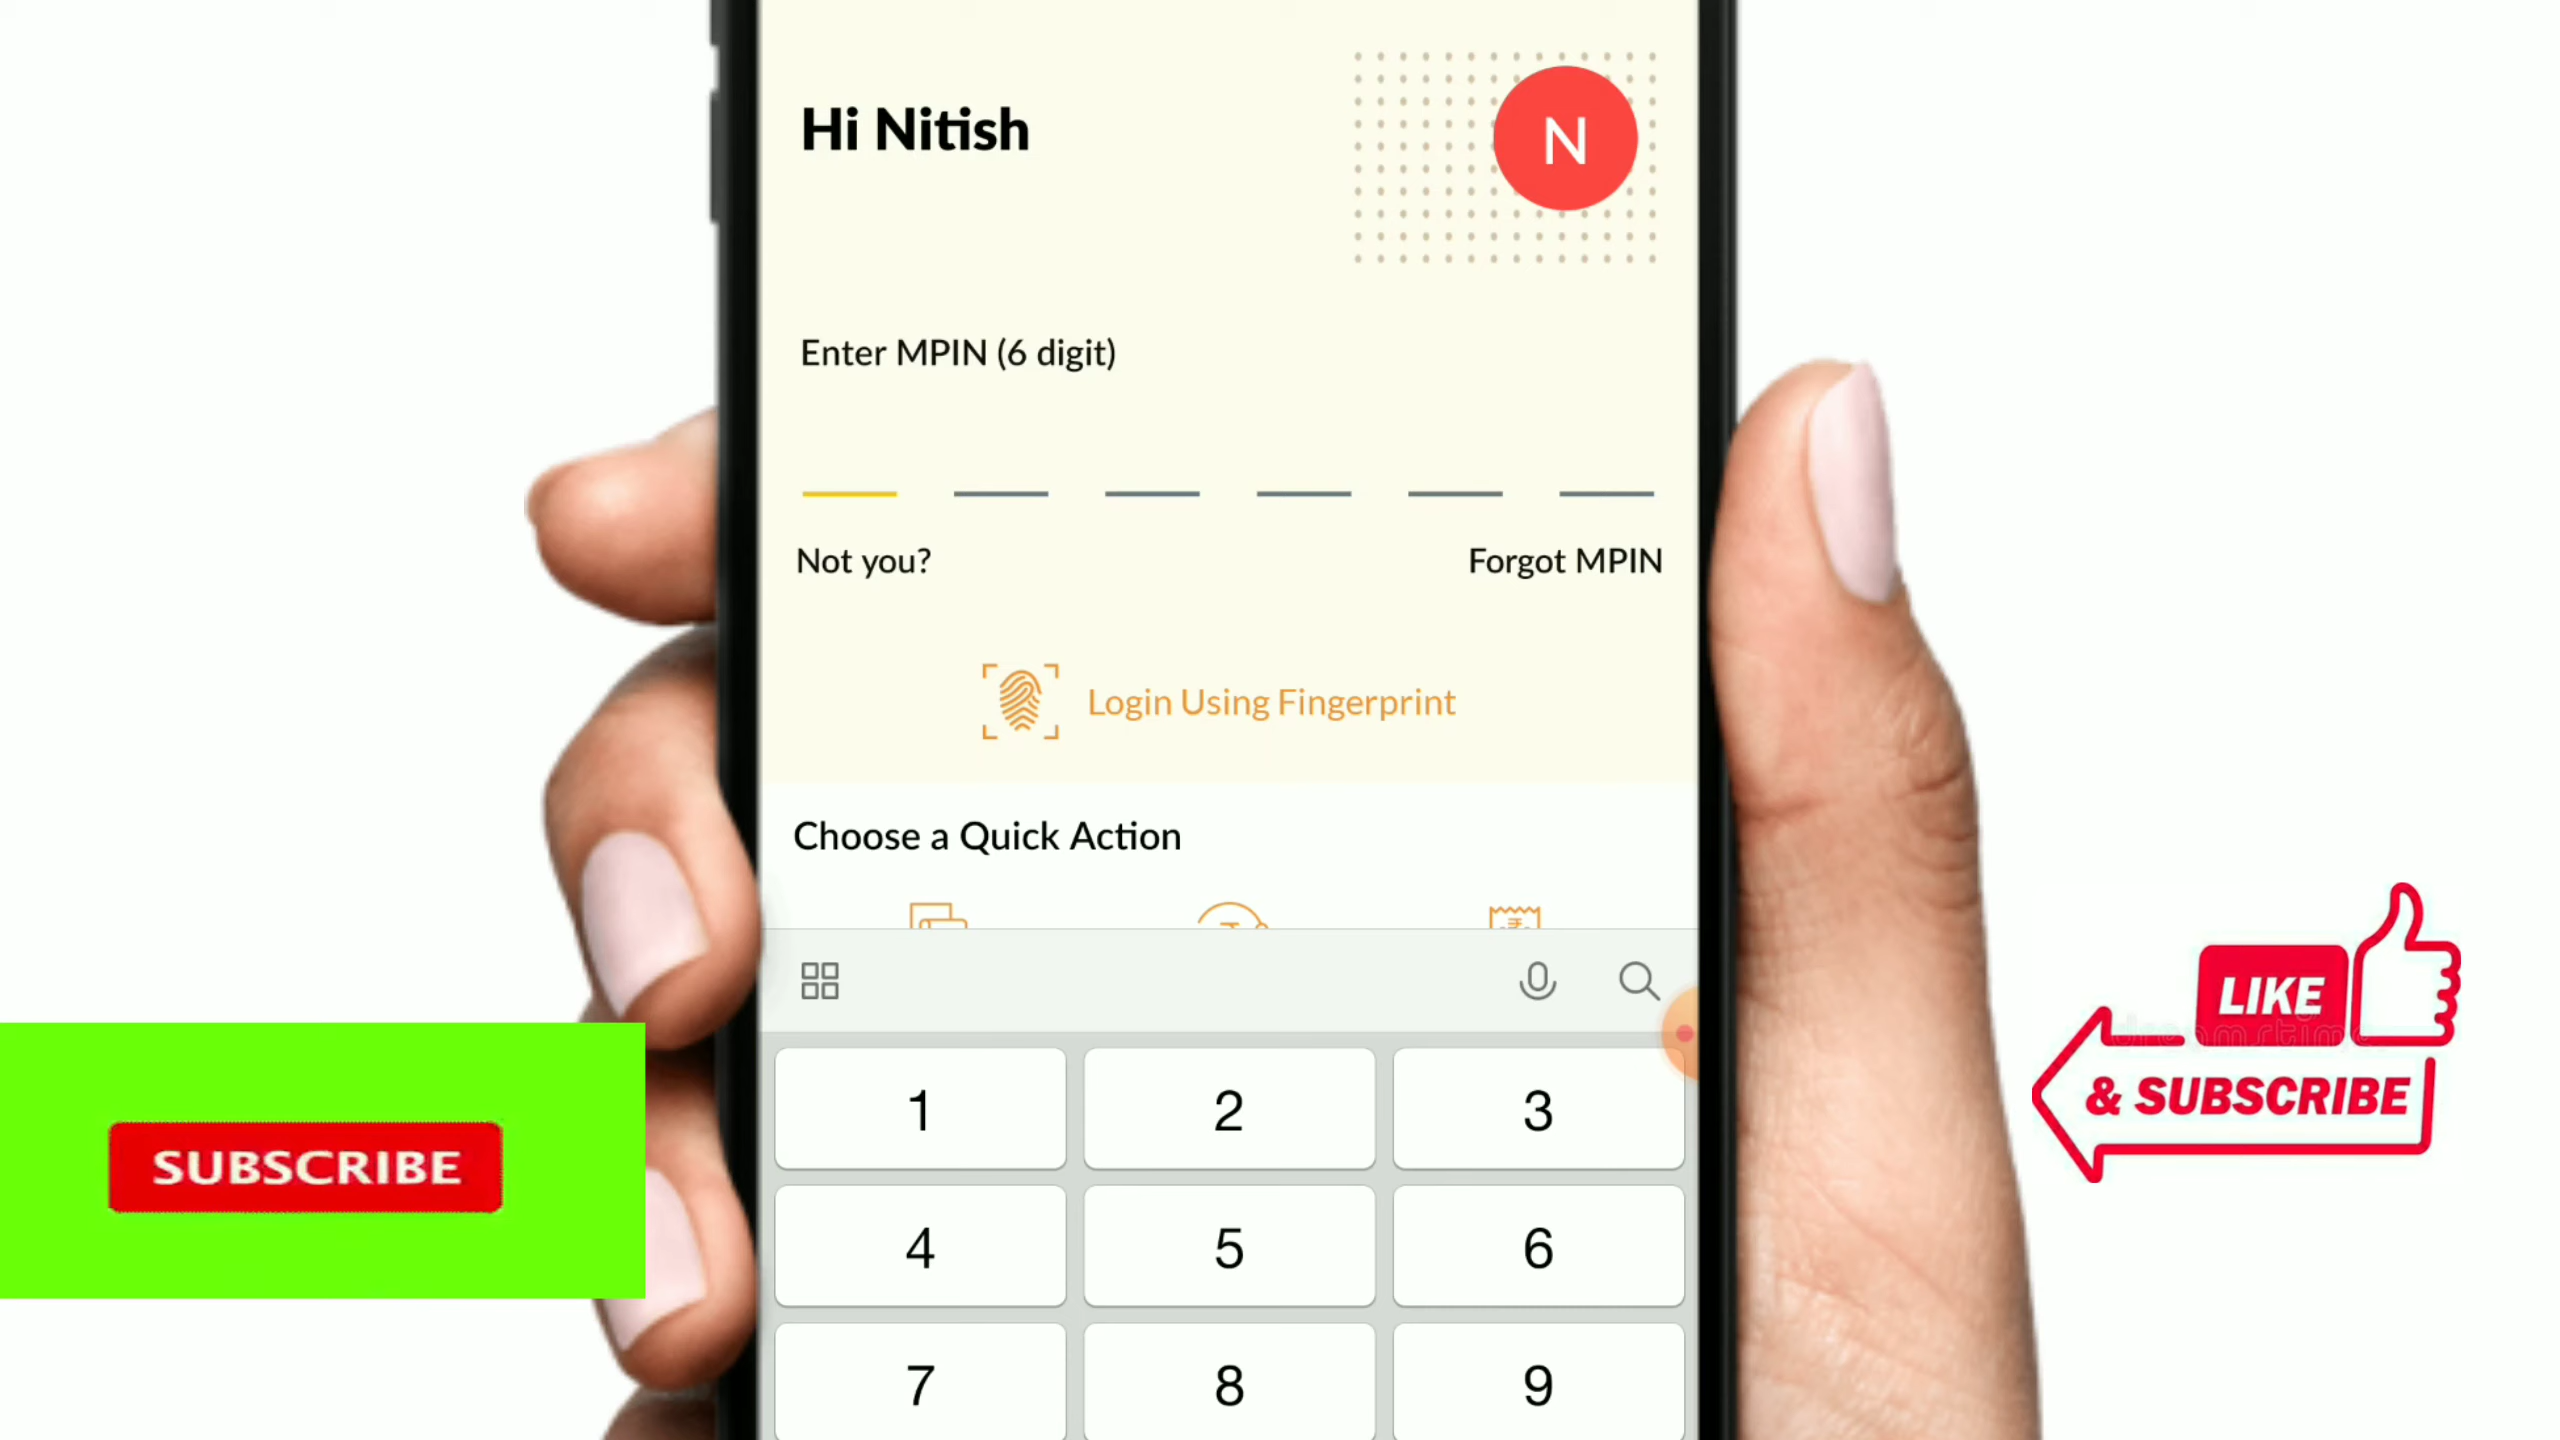 Hi Nitish
N
Enter MPIN (6 digit)
Not you?
Forgot MPIN
Login Using Fingerprint
Choose a Quick Action
1
2
3
4
5
6
7
8
9
SUBSCRIBE
LIKE
& SUBSCRIBE